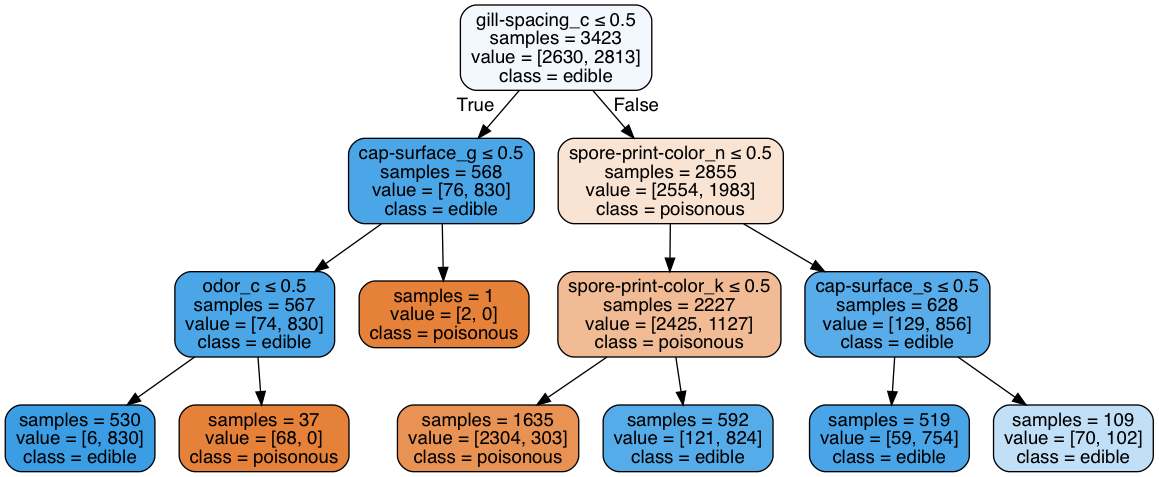 gill-spacing_c ≤ 0.5
samples = 3423
value = [2630, 2813]
class = edible
True
False
cap-surface_g ≤ 0.5
samples = 568
value = [76, 830]
class = edible
spore-print-color_n ≤ 0.5
samples = 2855
value = [2554, 1983]
class = poisonous
odor_c ≤ 0.5
samples = 567
value = [74, 830]
class = edible
samples = 1
value = [2, 0]
class = poisonous
spore-print-color_k ≤ 0.5
samples = 2227
value = [2425, 1127]
class = poisonous
cap-surface_s ≤ 0.5
samples = 628
value = [129, 856]
class = edible
samples = 530
value = [6, 830]
class = edible
samples = 37
value = [68, 0]
class = poisonous
samples = 1635
value = [2304, 303]
class = poisonous
samples = 592
value = [121, 824]
class = edible
samples = 519
value = [59, 754]
class = edible
samples = 109
value = [70, 102]
class = edible